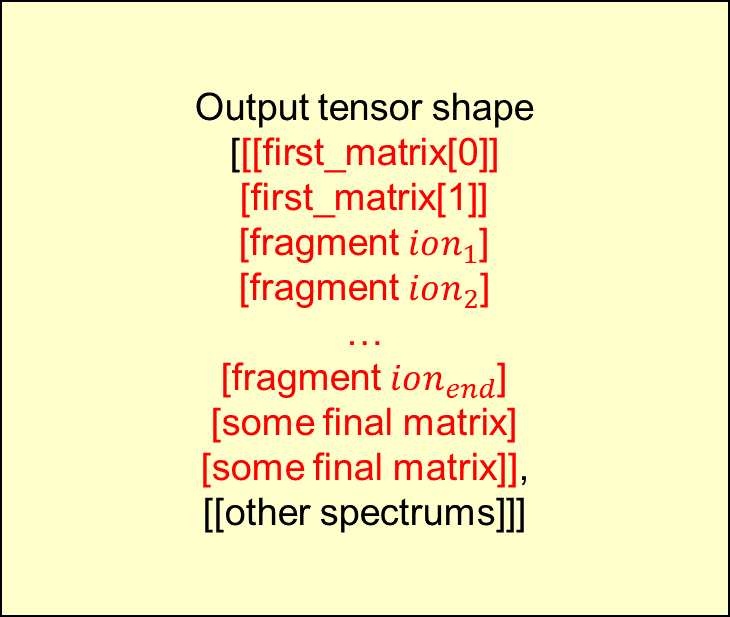 Output tensor shape
[[[first_matrix[0]]
[first_matrix[1]]
[fragment ion₁]
[fragment ion₂]
…
[fragment ionₑₙd]
[some final matrix]
[some final matrix]],
[[other spectrums]]]